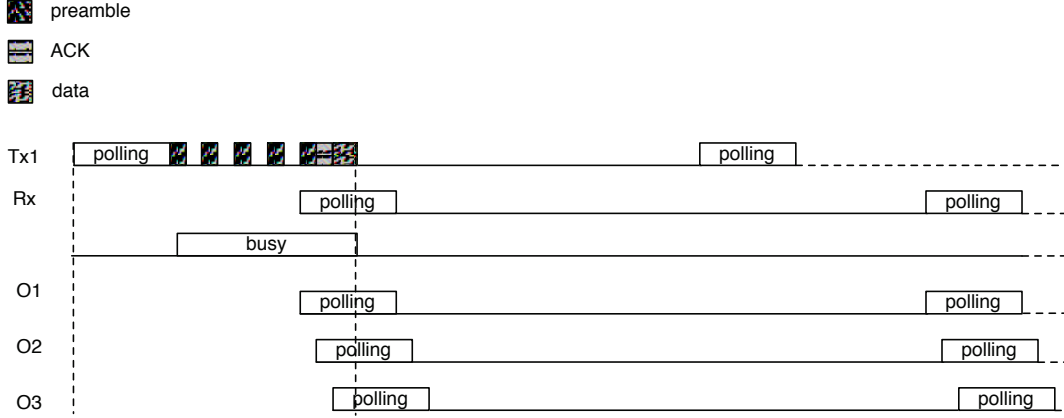 preamble
ACK
data
Tx1 polling polling
Rx polling polling
busy
O1 polling polling
O2 polling polling
O3 polling polling